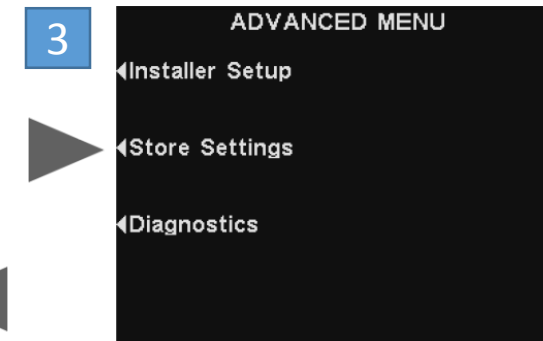 3
ADVANCED MENU
Installer Setup
Store Settings
Diagnostics